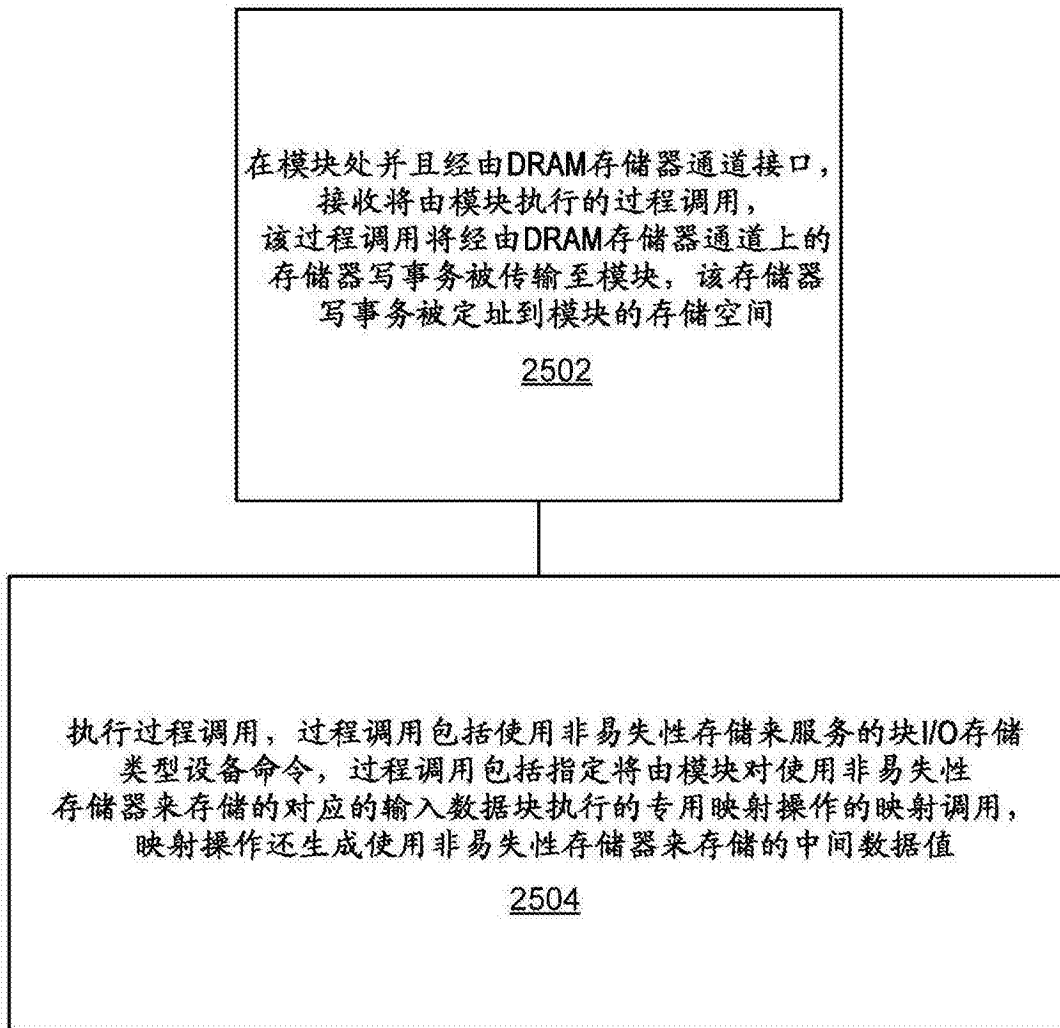 在模块处并且经由DRAM存储器通道接口，
接收将由模块执行的过程调用，
该过程调用将经由DRAM存储器通道上的
存储器写事务被传输至模块，该存储器
写事务被定址到模块的存储空间
2502
执行过程调用，过程调用包括使用非易失性存储来服务的块I/O存储
类型设备命令，过程调用包括指定将由模块对使用非易失性
存储器来存储的对应的输入数据块执行的专用映射操作的映射调用，
映射操作还生成使用非易失性存储器来存储的中间数据值
2504